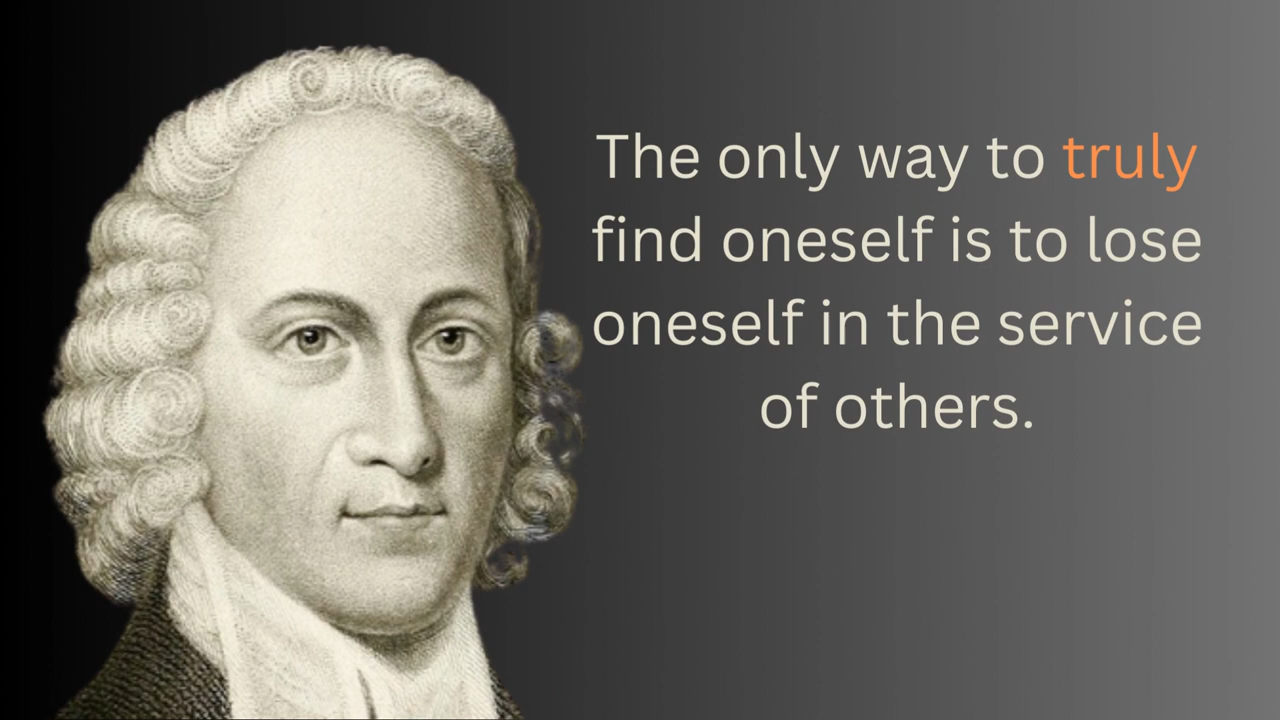 The only way to truly
find oneself is to lose
oneself in the service
of others.